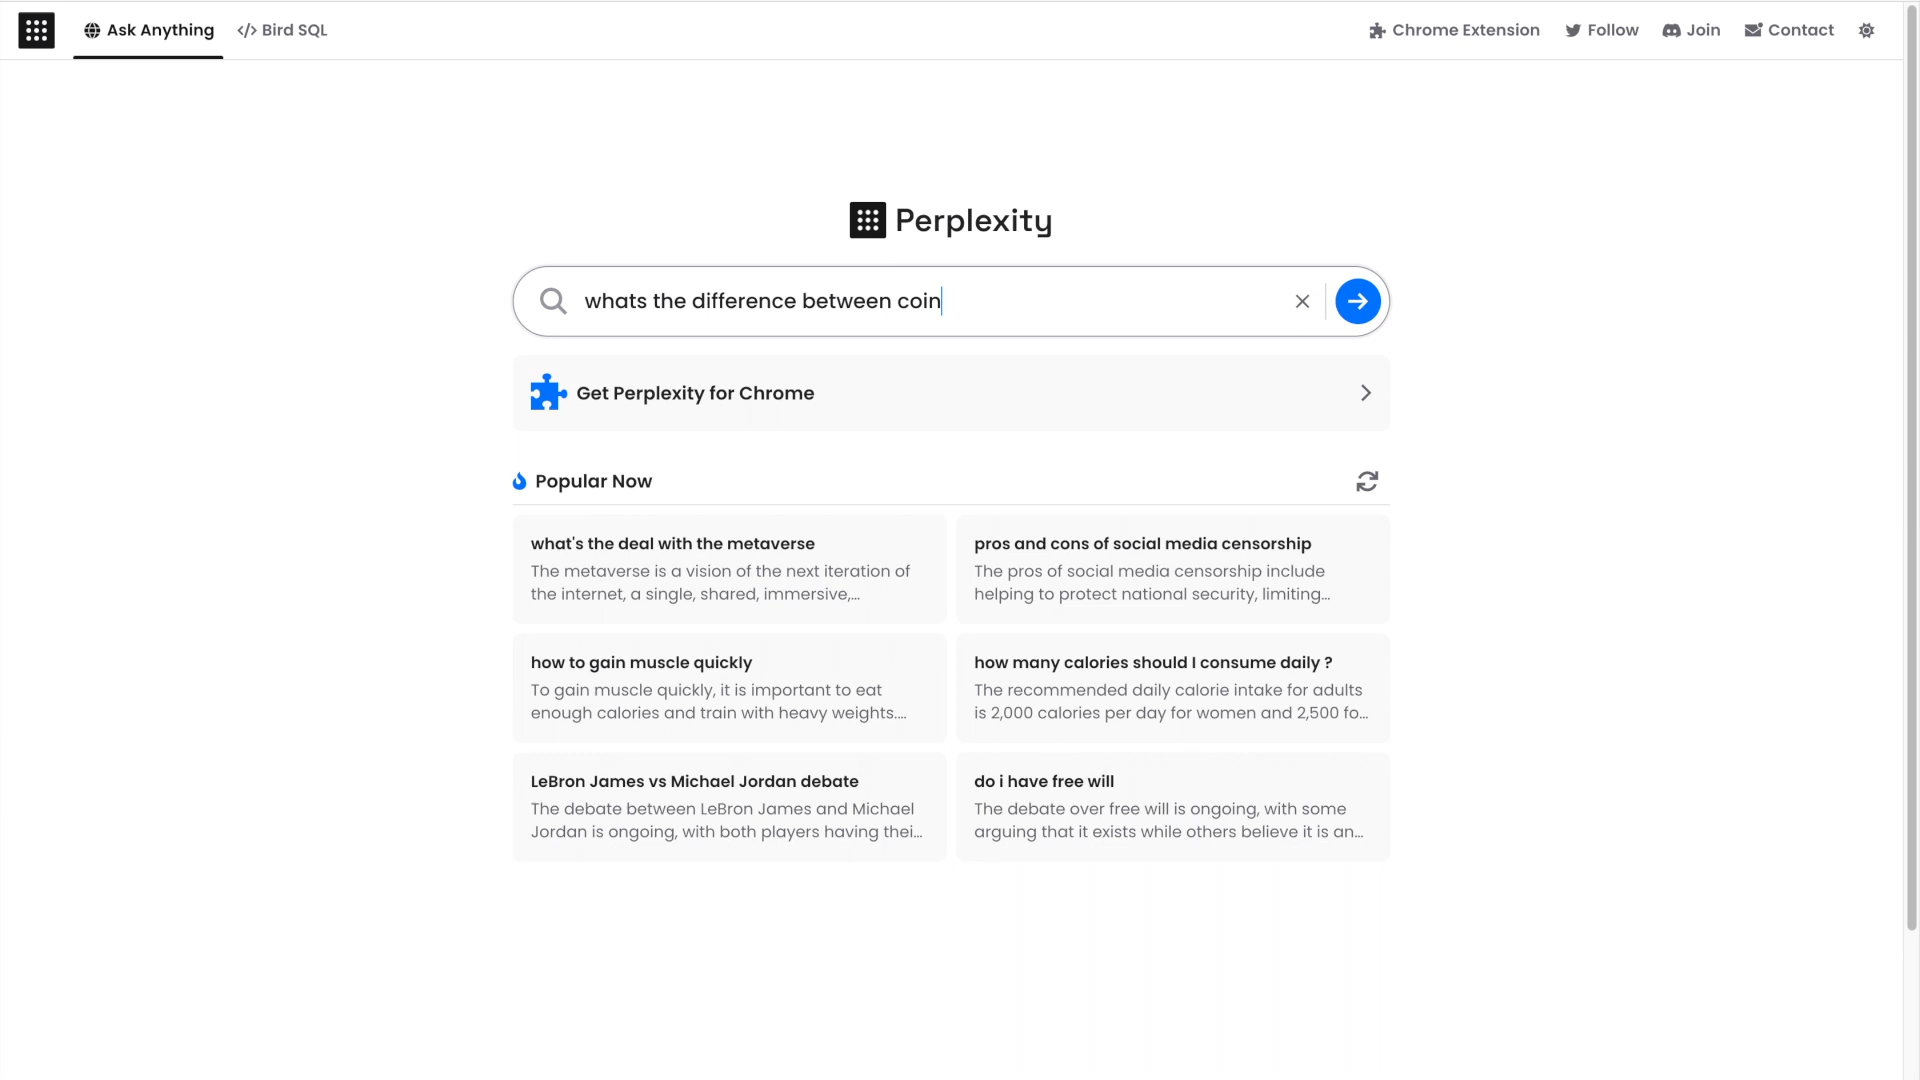 Ask Anything
</> Bird SQL
Chrome Extension
Follow
Join
Contact
Perplexity
whats the difference between coin
Get Perplexity for Chrome
Popular Now
what's the deal with the metaverse
The metaverse is a vision of the next iteration of
the internet, a single, shared, immersive,...
pros and cons of social media censorship
The pros of social media censorship include
helping to protect national security, limiting...
how to gain muscle quickly
To gain muscle quickly, it is important to eat
enough calories and train with heavy weights....
how many calories should I consume daily ?
The recommended daily calorie intake for adults
is 2,000 calories per day for women and 2,500 fo...
LeBron James vs Michael Jordan debate
The debate between LeBron James and Michael
Jordan is ongoing, with both players having thei...
do i have free will
The debate over free will is ongoing, with some
arguing that it exists while others believe it is an...